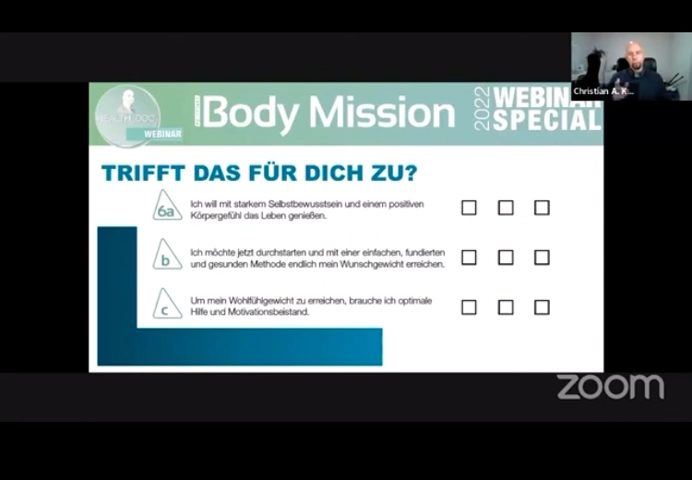 Christian A. K...
HEALTH DOC
WEBINAR
Body Mission
2022
WEBINAR
SPECIAL
TRIFFT DAS FÜR DICH ZU?
6a
Ich will mit starkem Selbstbewusstsein und einem positiven
Körpergefühl das Leben genießen.
b
Ich möchte jetzt durchstarten und mit einer einfachen, fundierten
und gesunden Methode endlich mein Wunschgewicht erreichen.
c
Um mein Wohlfühlgewicht zu erreichen, brauche ich optimale
Hilfe und Motivationsbeistand.
zoom